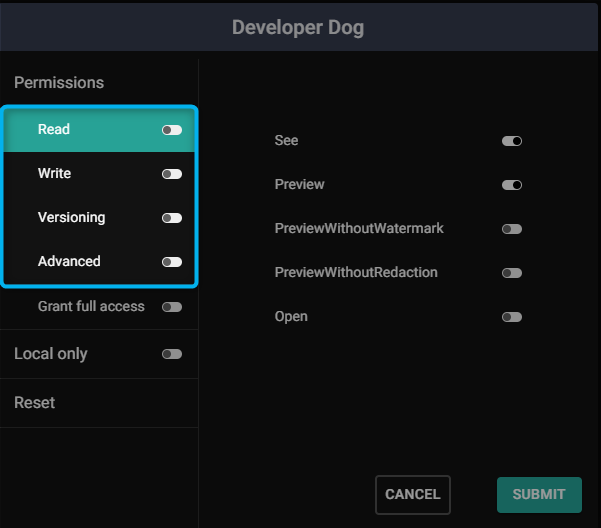 Developer Dog
Permissions
Read
Write
Versioning
Advanced
Grant full access
Local only
Reset
See
Preview
PreviewWithoutWatermark
PreviewWithoutRedaction
Open
CANCEL
SUBMIT